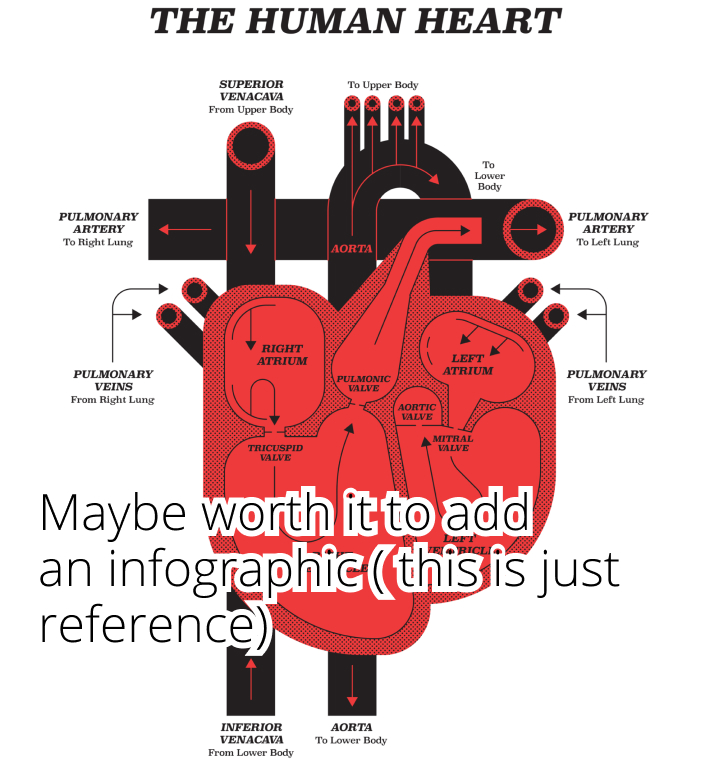 THE HUMAN HEART
SUPERIOR
VENACAVA
From Upper Body
To Upper Body
To
Lower
Body
PULMONARY
ARTERY
To Right Lung
PULMONARY
ARTERY
To Left Lung
AORTA
RIGHT
ATRIUM
LEFT
ATRIUM
PULMONARY
VEINS
From Right Lung
PULMONARY
VEINS
From Left Lung
PULMONIC
VALVE
AORTIC
VALVE
TRICUSPID
VALVE
MITRAL
VALVE
Maybe worth it to add
an infographic ( this is just
reference)
LEFT
INFERIOR
VENACAVA
From Lower Body
AORTA
To Lower Body